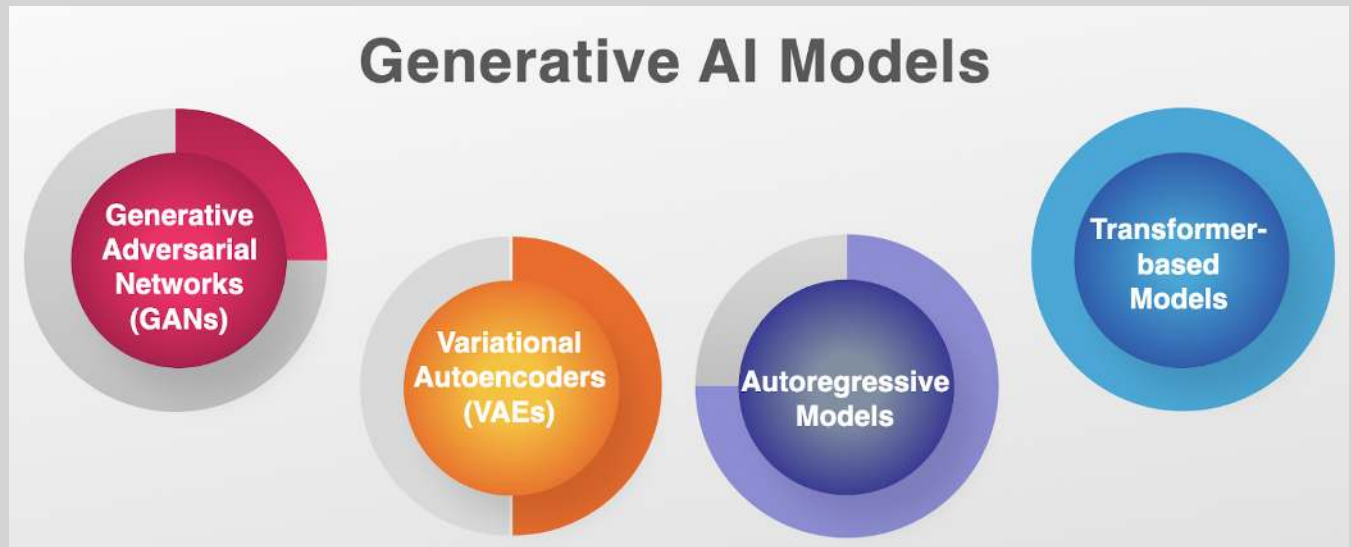 Generative AI Models
Generative
Adversarial
Networks
(GANs)
Variational
Autoencoders
(VAEs)
Autoregressive
Models
Transformer-
based
Models